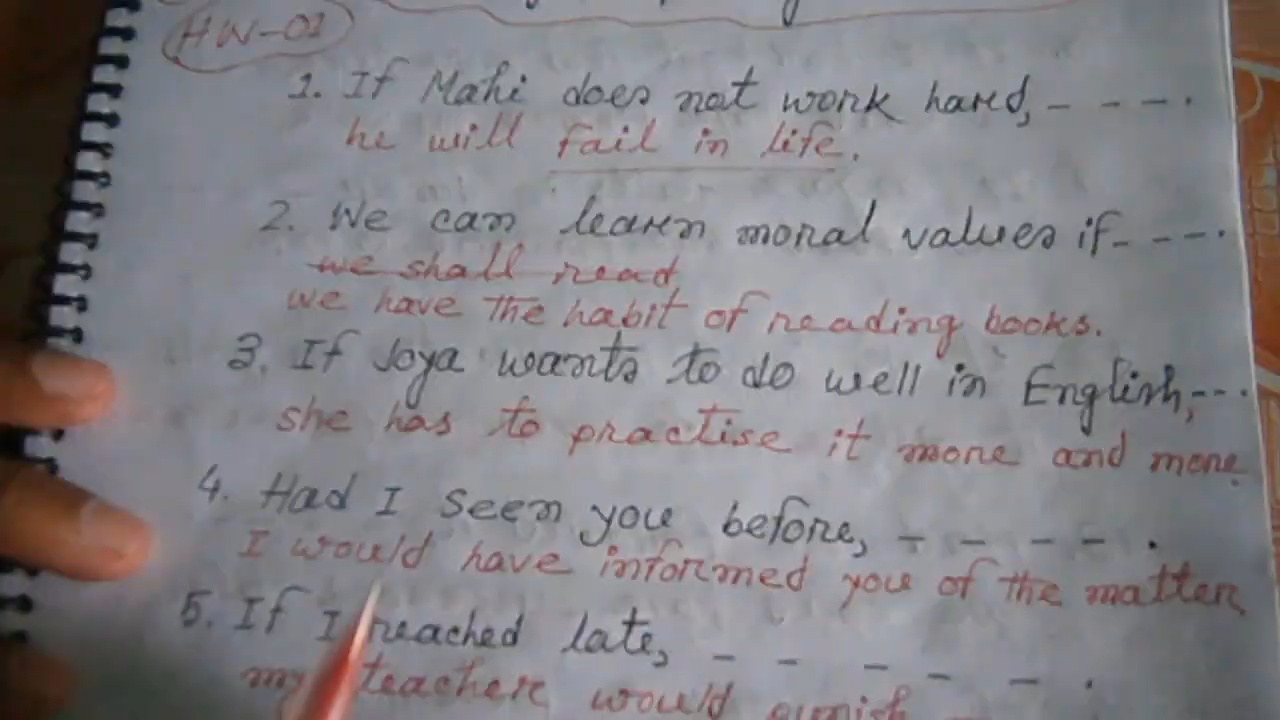 HW-01
1. If Mahi does not work hard, - - - -.
he will fail in life.
2. We can learn moral values if - - - -.
we shall read
we have the habit of reading books.
3. If Joya wants to do well in English, - - -.
she has to practise it more and more
4. Had I seen you before, - - - - .
I would have informed you of the matter.
5. If I reached late, - - - - - .
my teacher would punish